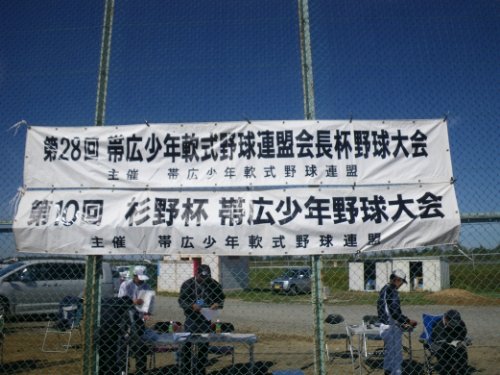 第28回 帯広少年軟式野球連盟会長杯野球大会
主催 帯広少年軟式野球連盟
第10回 杉野杯 帯広少年野球大会
主催 帯広少年軟式野球連盟